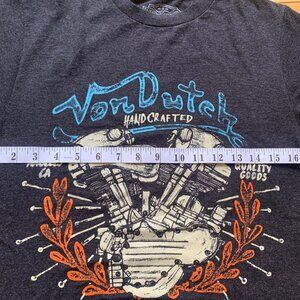 Von Dutch
HANDCRAFTED
2 3 4 5 6 7 8 9 10 11 12 13 14 15 16
CA
QUALITY
GOODS